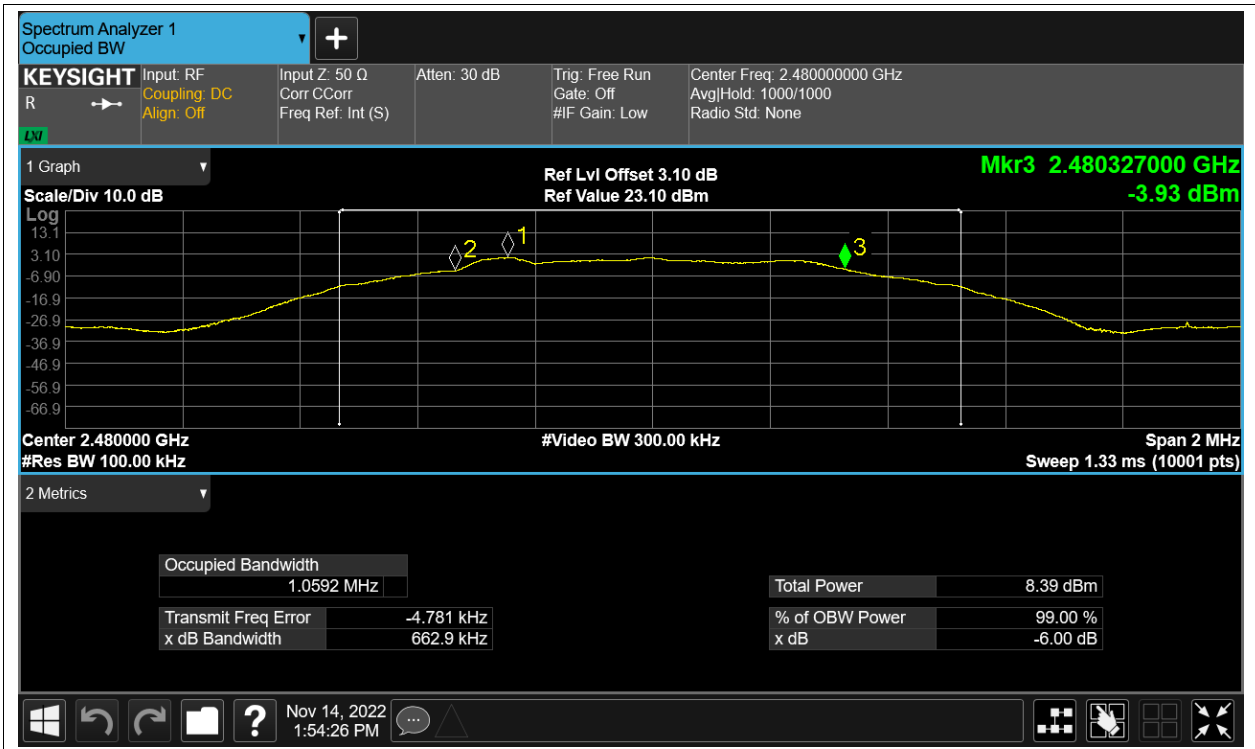 Spectrum Analyzer 1
Occupied BW
KEYSIGHT
R
LXI
Input: RF
Coupling: DC
Align: Off
Input Z: 50 Ω
Corr CCorr
Freq Ref: Int (S)
Atten: 30 dB
Trig: Free Run
Gate: Off
#IF Gain: Low
Center Freq: 2.480000000 GHz
Avg|Hold: 1000/1000
Radio Std: None
1 Graph
Scale/Div 10.0 dB
Ref Lvl Offset 3.10 dB
Ref Value 23.10 dBm
Mkr3 2.480327000 GHz
-3.93 dBm
Log
13.1
3.10
-6.90
-16.9
-26.9
-36.9
-46.9
-56.9
-66.9
2
1
3
Center 2.480000 GHz
#Res BW 100.00 kHz
#Video BW 300.00 kHz
Span 2 MHz
Sweep 1.33 ms (10001 pts)
2 Metrics
Occupied Bandwidth
1.0592 MHz
Transmit Freq Error -4.781 kHz
x dB Bandwidth 662.9 kHz
Total Power 8.39 dBm
% of OBW Power 99.00 %
x dB -6.00 dB
?
Nov 14, 2022
1:54:26 PM